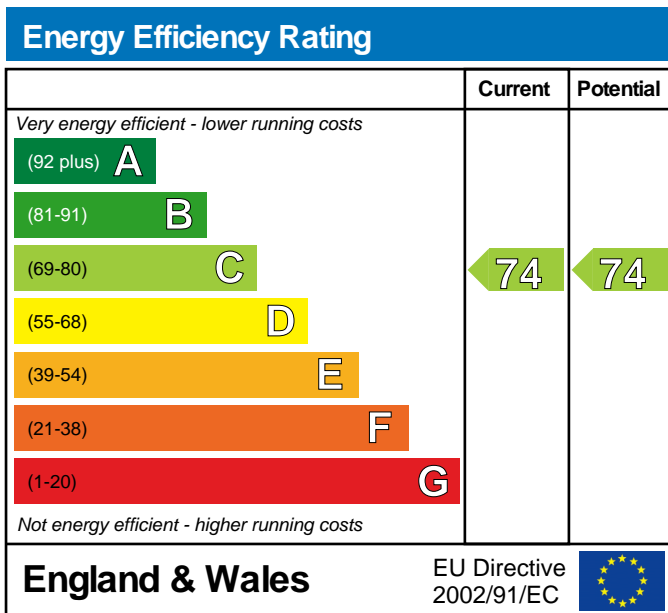 Energy Efficiency Rating
Current Potential
Very energy efficient - lower running costs
(92 plus) A
(81-91) B
(69-80) C 74 74
(55-68) D
(39-54) E
(21-38) F
(1-20) G
Not energy efficient - higher running costs
England & Wales
EU Directive
2002/91/EC